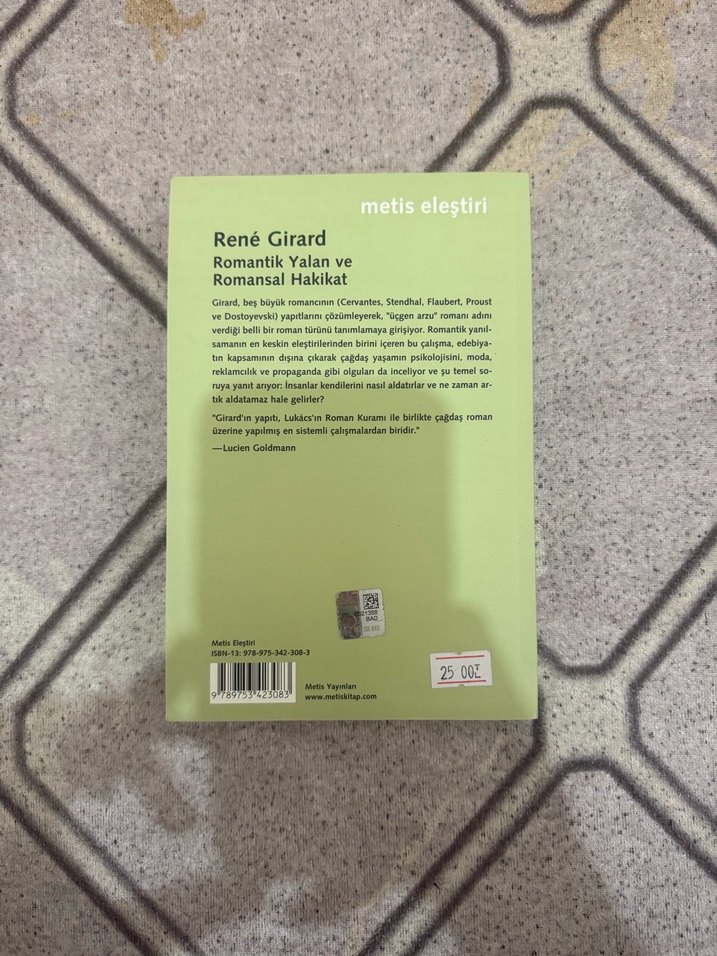 metis eleştiri
René Girard
Romantik Yalan ve
Romansal Hakikat
Girard, beş büyük romancının (Cervantes, Stendhal, Flaubert, Proust
ve Dostoyevski) yapıtlarını çözümleyerek, "üçgen arzu" romanı adını
verdiği belli bir roman türünü tanımlamaya girişiyor. Romantik yanıl-
samanın en keskin eleştirilerinden birini içeren bu çalışma, edebiya-
tın kapsamının dışına çıkarak çağdaş yaşamın psikolojisini, moda,
reklamcılık ve propaganda gibi olguları da inceliyor ve şu temel so-
ruya yanıt arıyor: İnsanlar kendilerini nasıl aldatırlar ve ne zaman ar-
tık aldatamaz hale gelirler?
"Girard'ın yapıtı, Lukács'ın Roman Kuramı ile birlikte çağdaş roman
üzerine yapılmış en sistemli çalışmalardan biridir."
—Lucien Goldmann
BAD
Metis Eleştiri
ISBN-13: 978-975-342-308-3
9 789753 423083
Metis Yayınları
www.metiskitap.com
25 00